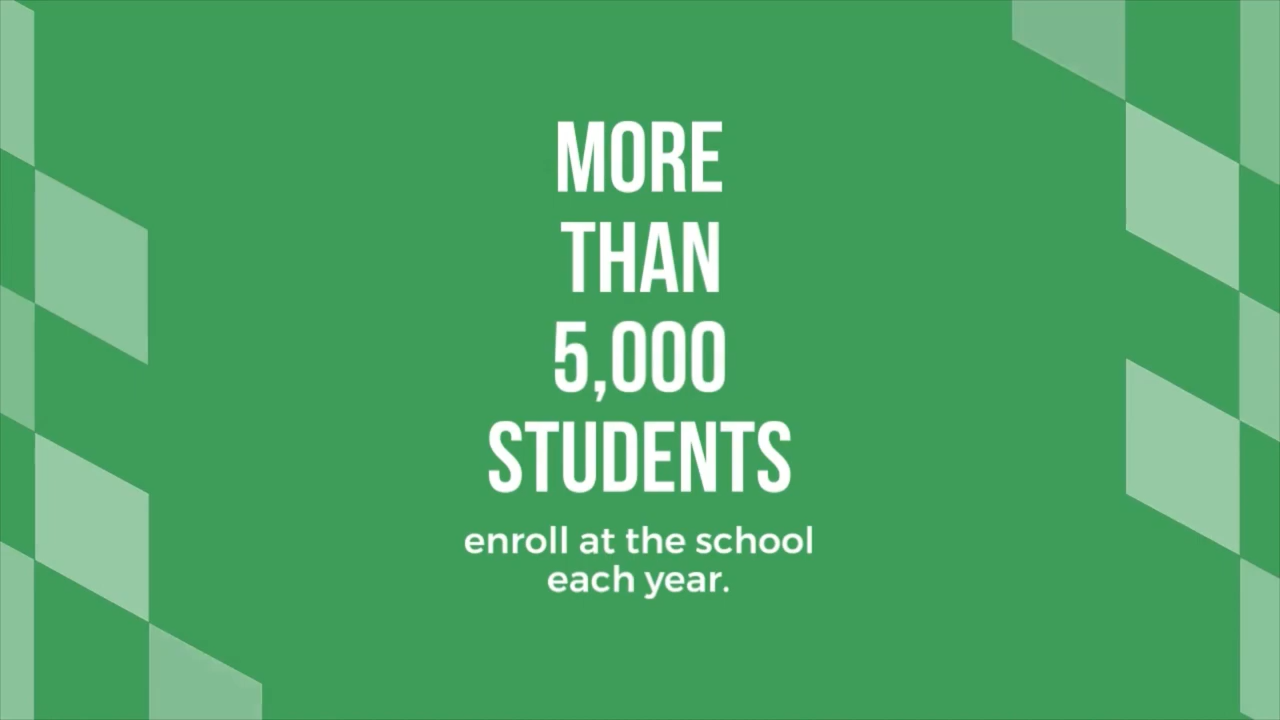 MORE
THAN
5,000
STUDENTS
enroll at the school
each year.